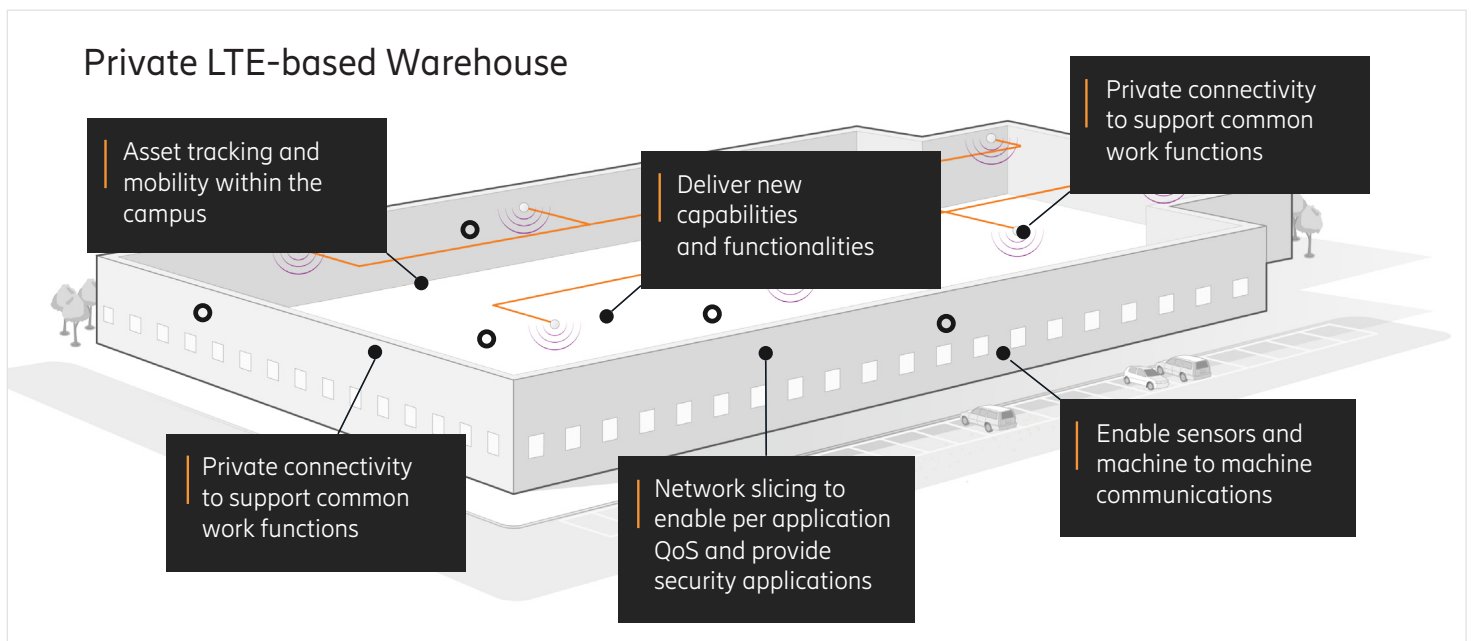 Private LTE-based Warehouse
Asset tracking and
mobility within the
campus
Deliver new
capabilities
and functionalities
Private connectivity
to support common
work functions
Private connectivity
to support common
work functions
Network slicing to
enable per application
QoS and provide
security applications
Enable sensors and
machine to machine
communications